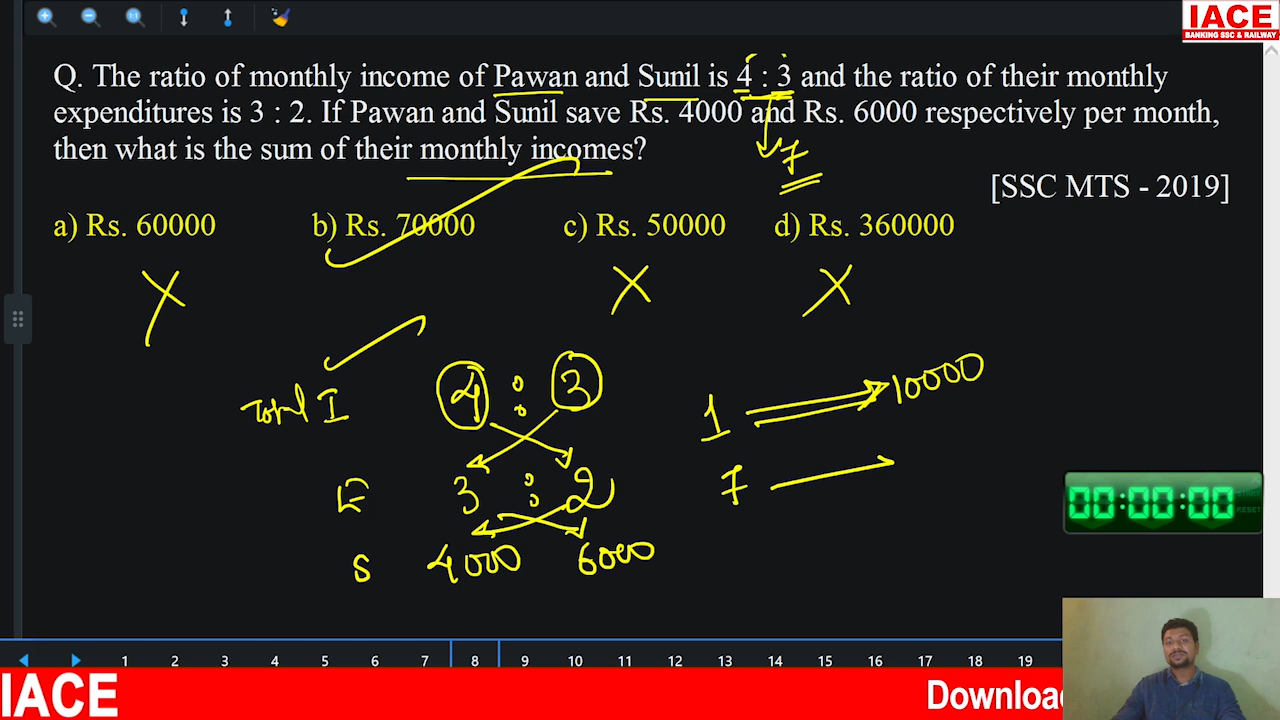 IACE
BANKING SSC & RAILWAY
Q. The ratio of monthly income of Pawan and Sunil is 4 : 3 and the ratio of their monthly
expenditures is 3 : 2. If Pawan and Sunil save Rs. 4000 and Rs. 6000 respectively per month,
then what is the sum of their monthly incomes?
7
[SSC MTS - 2019]
a) Rs. 60000 b) Rs. 70000 c) Rs. 50000 d) Rs. 360000
Total I 4 : 3
1 10000
E 3 : 2
7
S 4000 6000
00:00:00
RESET
1 2 3 4 5 6 7 8 9 10 11 12 13 14 15 16 17 18 19
IACE